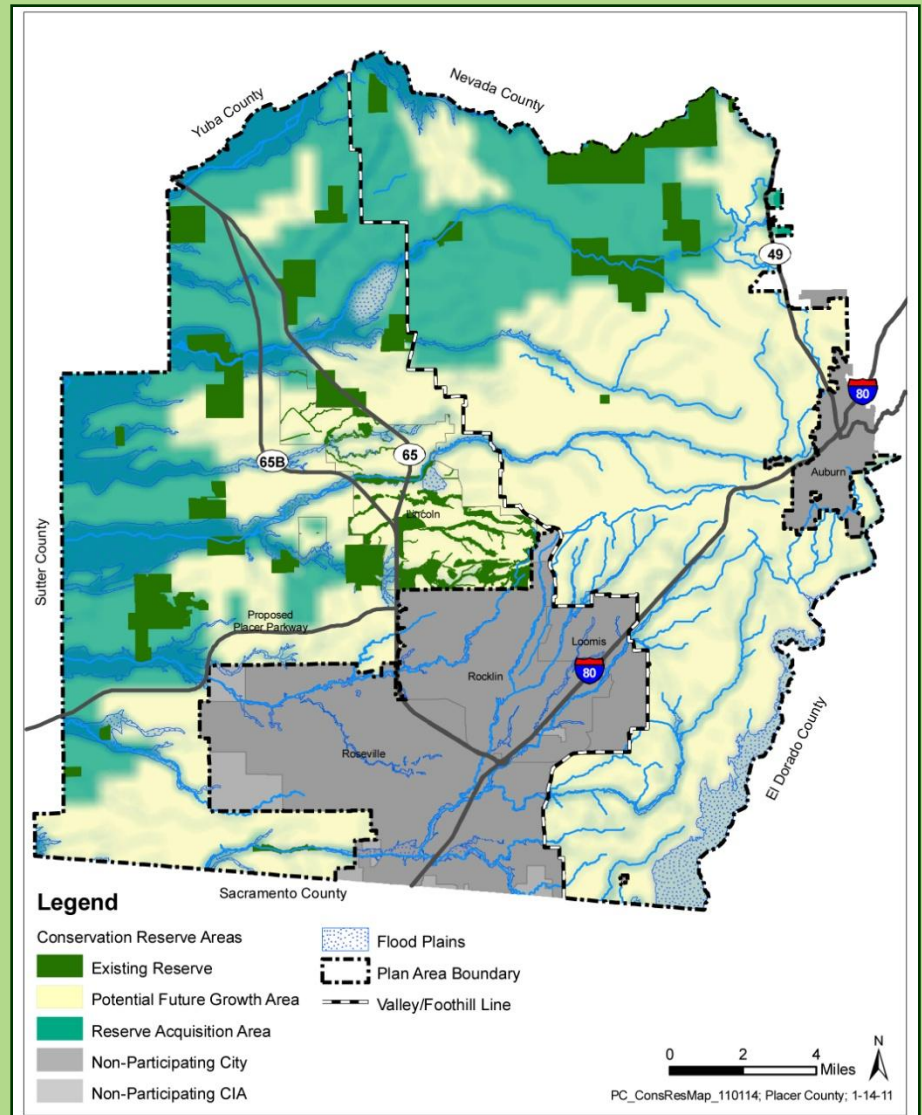 Yuba County
Nevada County
49
80
65
65B
Auburn
Lincoln
Sutter County
Proposed
Placer Parkway
Loomis
80
Rocklin
Roseville
El Dorado County
Sacramento County
Legend
Conservation Reserve Areas
Existing Reserve
Potential Future Growth Area
Reserve Acquisition Area
Non-Participating City
Non-Participating CIA
Flood Plains
Plan Area Boundary
Valley/Foothill Line
N
0 2 4
Miles
PC_ConsResMap_110114; Placer County; 1-14-11